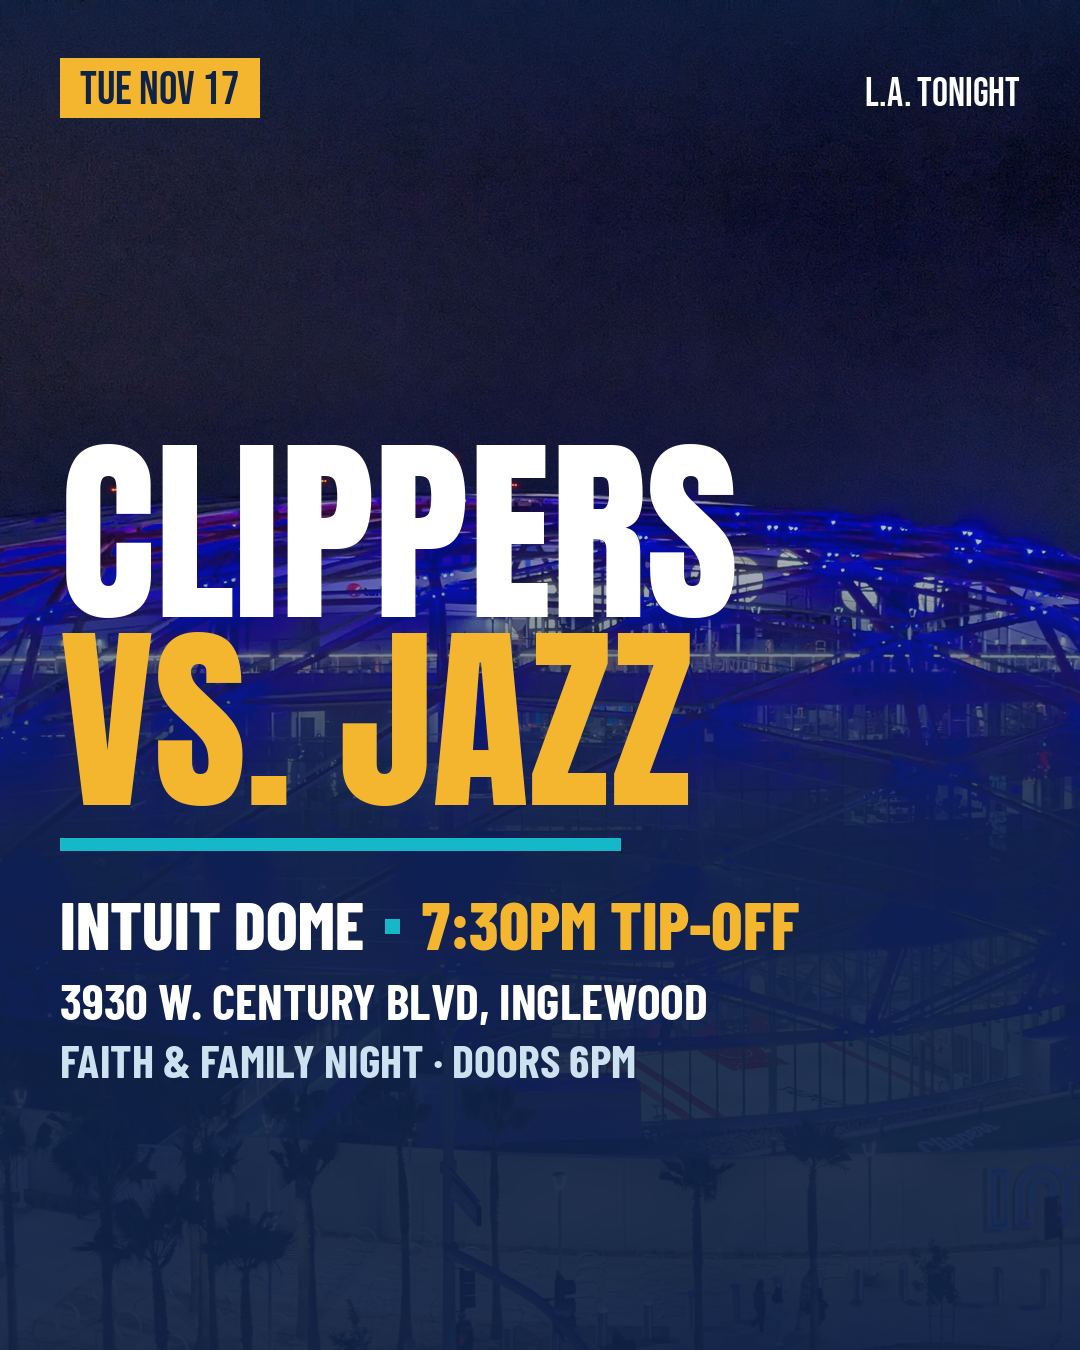 TUE NOV 17
L.A. TONIGHT
CLIPPERS
VS. JAZZ
INTUIT DOME ▪ 7:30PM TIP-OFF
3930 W. CENTURY BLVD, INGLEWOOD
FAITH & FAMILY NIGHT · DOORS 6PM
Clippers